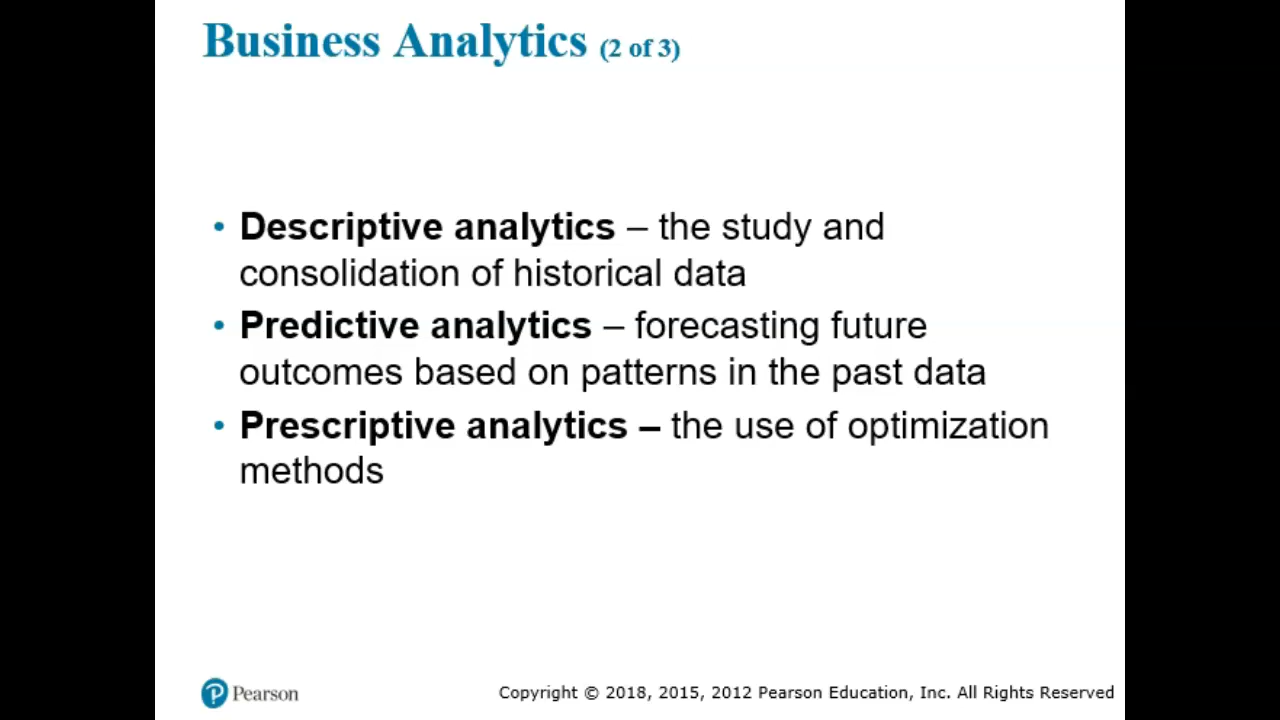 Business Analytics (2 of 3)
• Descriptive analytics – the study and
consolidation of historical data
• Predictive analytics – forecasting future
outcomes based on patterns in the past data
• Prescriptive analytics – the use of optimization
methods
P Pearson
Copyright © 2018, 2015, 2012 Pearson Education, Inc. All Rights Reserved